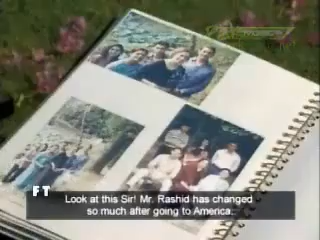 FT
Look at this Sir! Mr. Rashid has changed
so much after going to America.